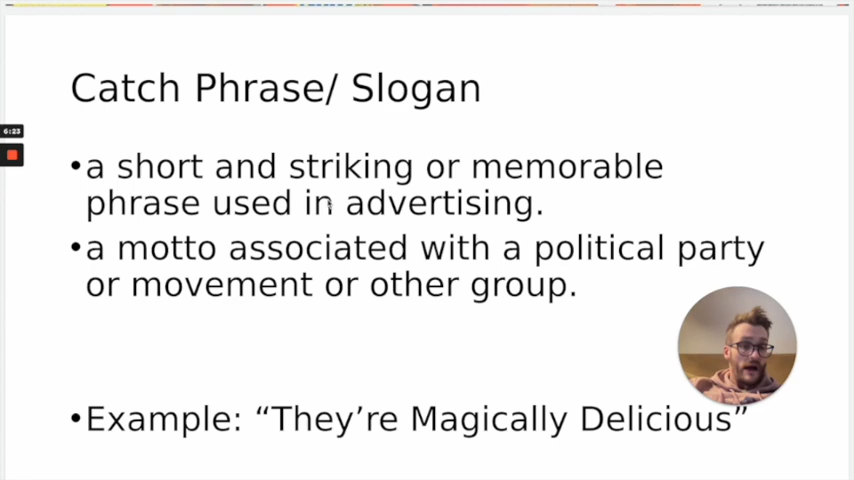 Catch Phrase/ Slogan
6:23
•a short and striking or memorable
phrase used in advertising.
•a motto associated with a political party
or movement or other group.
•Example: “They’re Magically Delicious”